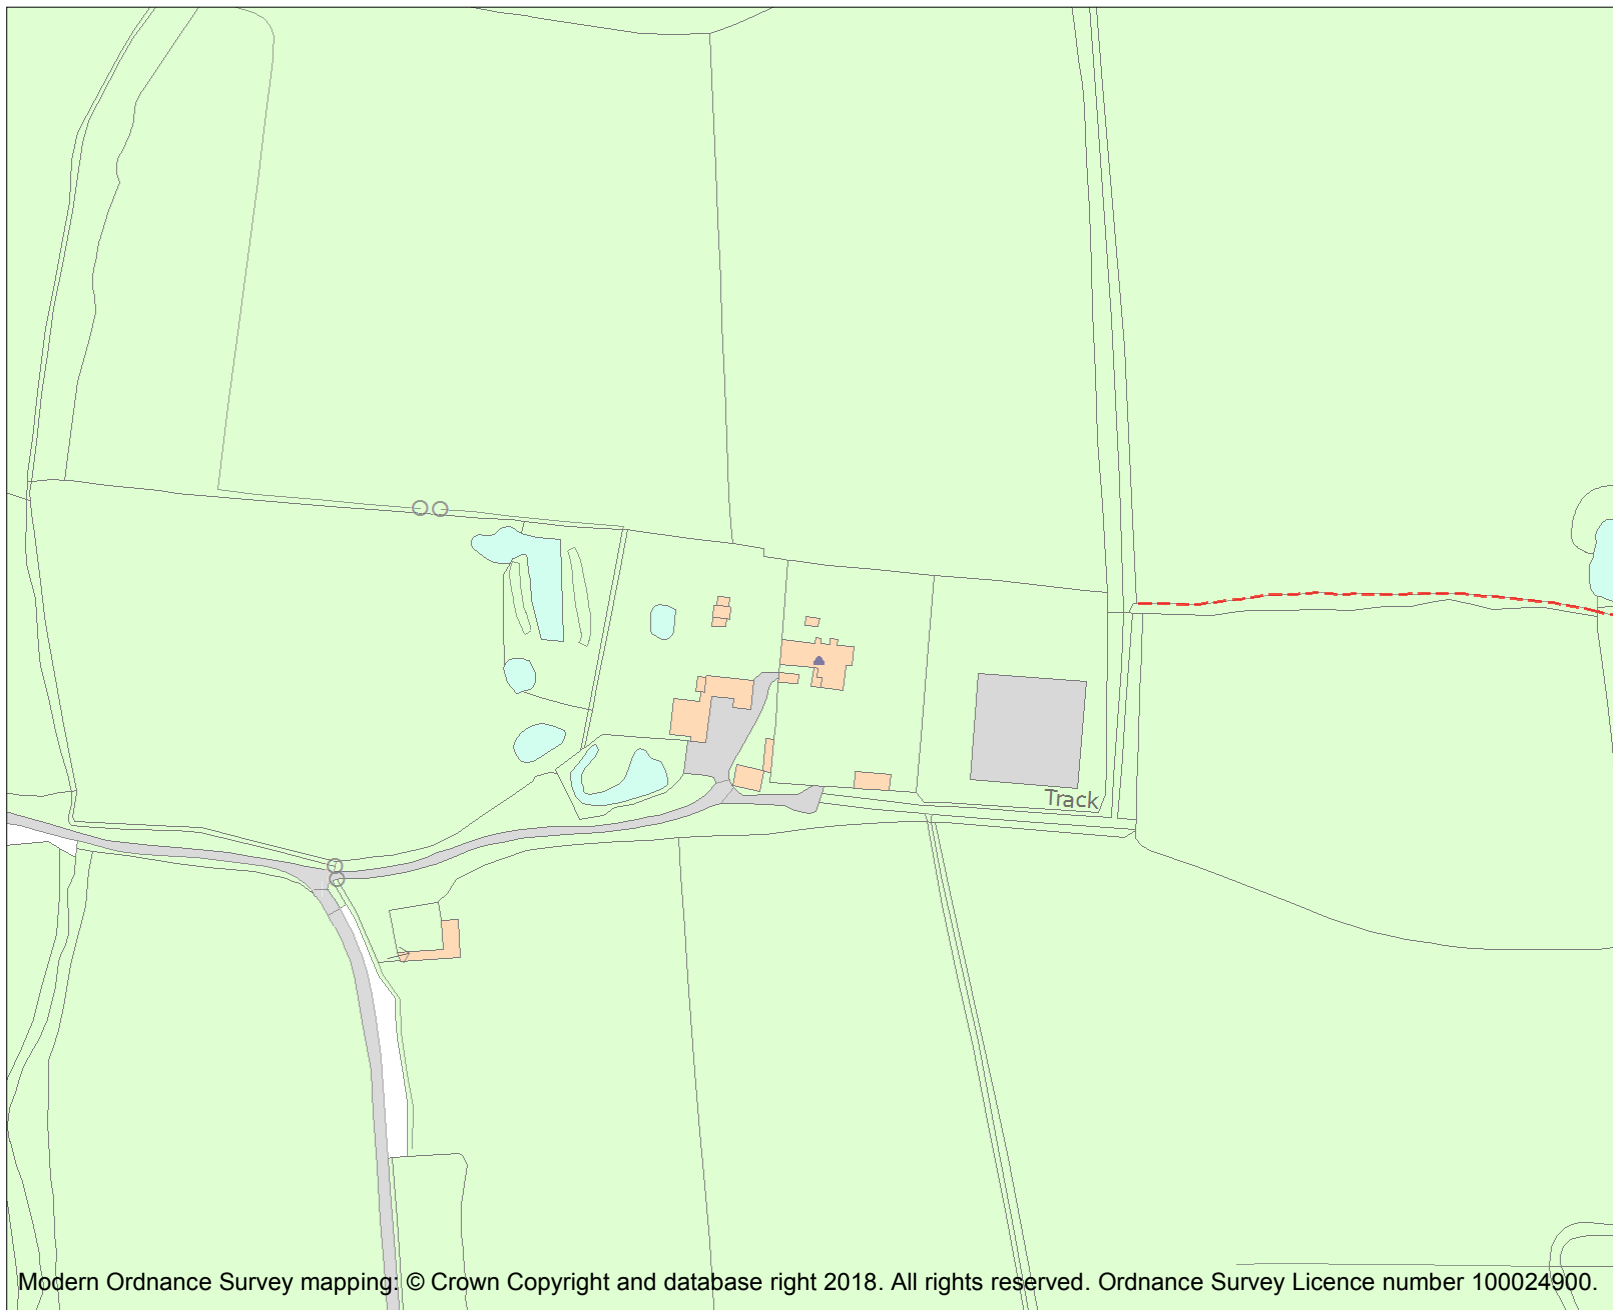 Track
Modern Ordnance Survey mapping: © Crown Copyright and database right 2018. All rights reserved. Ordnance Survey Licence number 100024900.